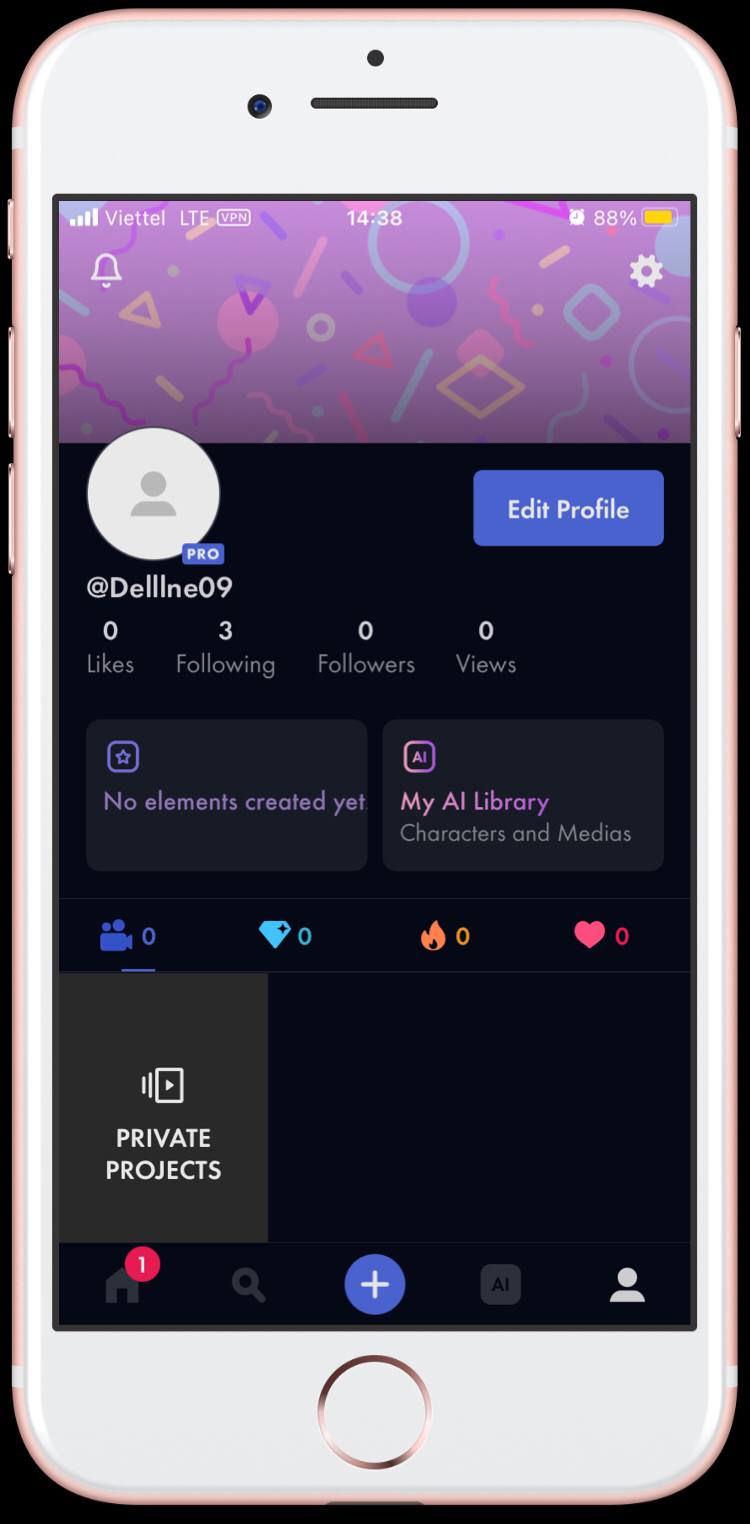 Viettel LTE VPN 14:38 88%
Edit Profile
PRO
@Delllne09
0 3 0 0
Likes Following Followers Views
AI
No elements created yet. My AI Library
Characters and Medias
0 0 0 0
PRIVATE
PROJECTS
1
AI